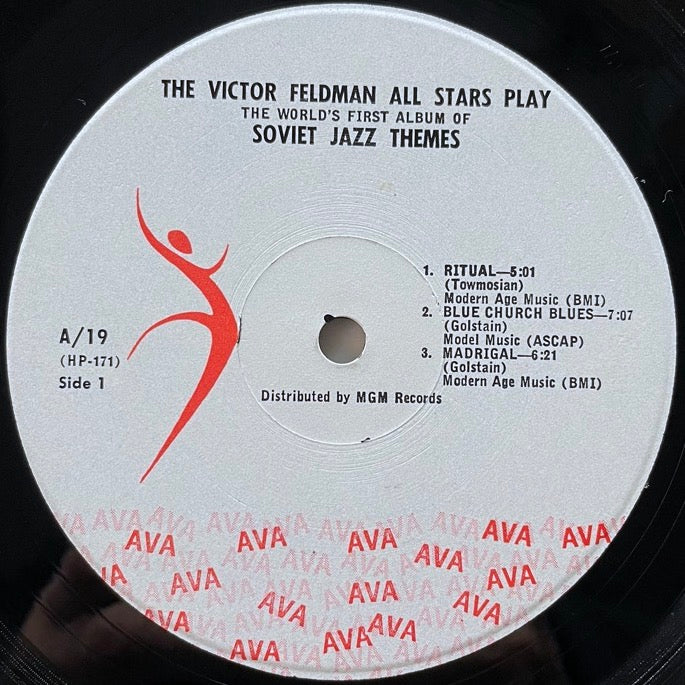 THE VICTOR FELDMAN ALL STARS PLAY
THE WORLD'S FIRST ALBUM OF
SOVIET JAZZ THEMES
1. RITUAL—5:01
(Towmosian)
Modern Age Music (BMI)
2. BLUE CHURCH BLUES—7:07
(Golstain)
Model Music (ASCAP)
3. MADRIGAL—6:21
(Golstain)
Modern Age Music (BMI)
A/19
(HP-171)
Side 1
Distributed by MGM Records
AVA AVA AVA AVA AVA
AVA AVA AVA
AVA AVA AVA
AVA AVA
AVA AVA AVA
AVA